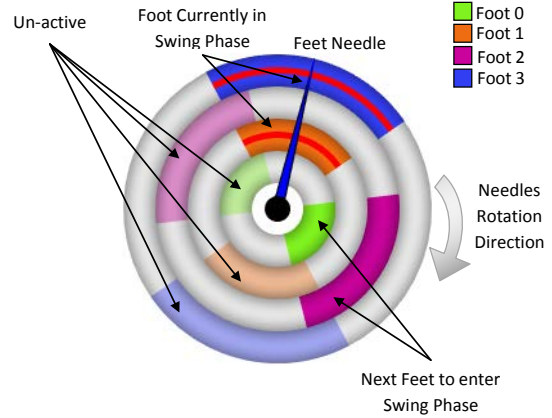 Un-active
Foot Currently in
Swing Phase
Feet Needle
Foot 0
Foot 1
Foot 2
Foot 3
Needles
Rotation
Direction
Next Feet to enter
Swing Phase